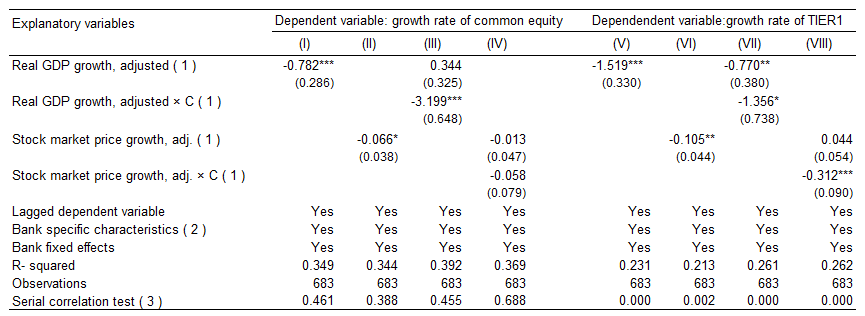 Explanatory variables Dependent variable: growth rate of common equity Dependendent variable:growth rate of TIER1
(I) (II) (III) (IV) (V) (VI) (VII) (VIII)
Real GDP growth, adjusted ( 1 ) -0.782*** 0.344 -1.519*** -0.770**
(0.286) (0.325) (0.330) (0.380)
Real GDP growth, adjusted × C ( 1 ) -3.199*** -1.356*
(0.648) (0.738)
Stock market price growth, adj. ( 1 ) -0.066* -0.013 -0.105** 0.044
(0.038) (0.047) (0.044) (0.054)
Stock market price growth, adj. × C ( 1 ) -0.058 -0.312***
(0.079) (0.090)
Lagged dependent variable Yes Yes Yes Yes Yes Yes Yes Yes
Bank specific characteristics ( 2 ) Yes Yes Yes Yes Yes Yes Yes Yes
Bank fixed effects Yes Yes Yes Yes Yes Yes Yes Yes
R- squared 0.349 0.344 0.392 0.369 0.231 0.213 0.261 0.262
Observations 683 683 683 683 683 683 683 683
Serial correlation test ( 3 ) 0.461 0.388 0.455 0.688 0.000 0.002 0.000 0.000